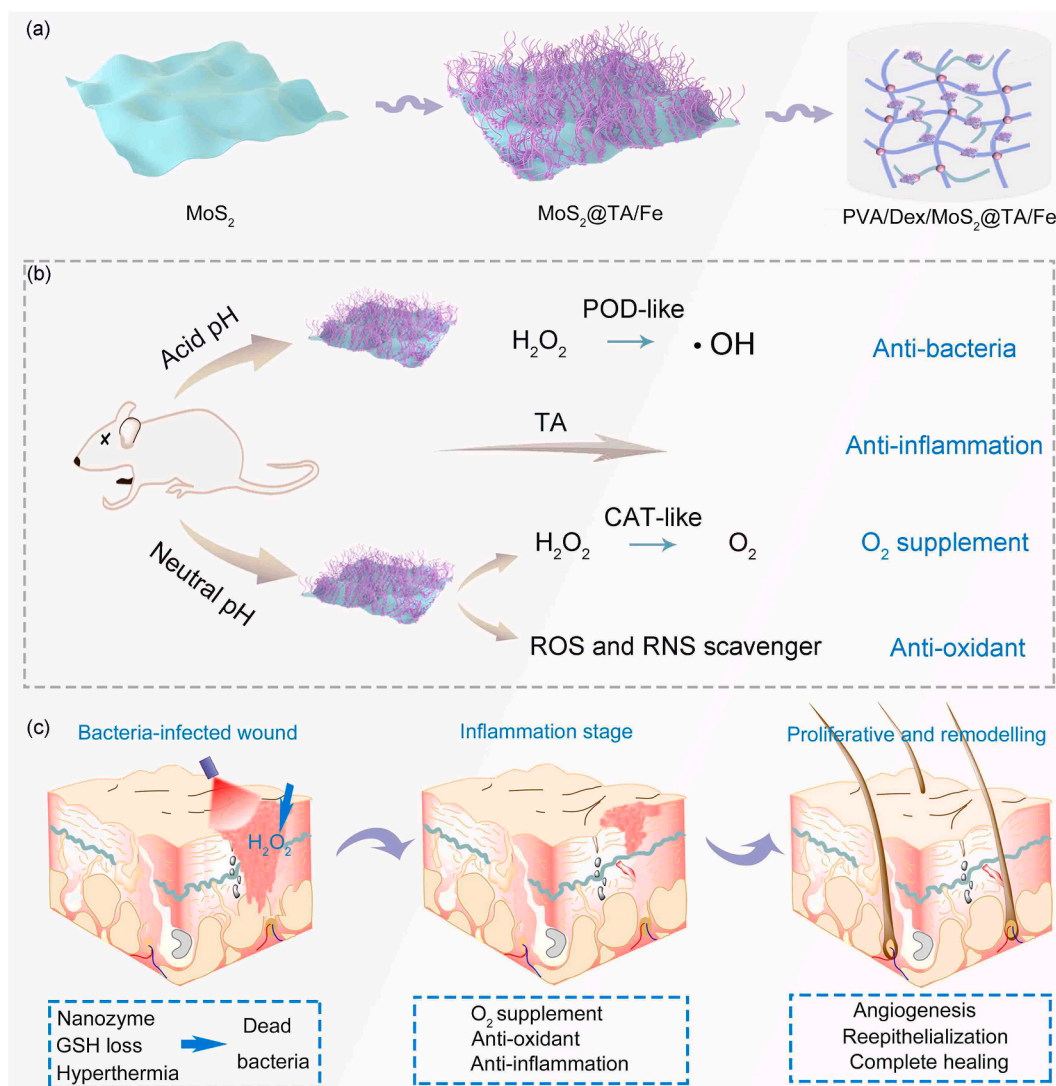 (a)
MoS₂
MoS₂@TA/Fe
PVA/Dex/MoS₂@TA/Fe
(b)
Acid pH
H₂O₂
POD-like
• OH
Anti-bacteria
TA
Anti-inflammation
Neutral pH
H₂O₂
CAT-like
O₂
O₂ supplement
ROS and RNS scavenger
Anti-oxidant
(c)
Bacteria-infected wound
Inflammation stage
Proliferative and remodelling
H₂O₂
Nanozyme
GSH loss
Hyperthermia
Dead
bacteria
O₂ supplement
Anti-oxidant
Anti-inflammation
Angiogenesis
Reepithelialization
Complete healing